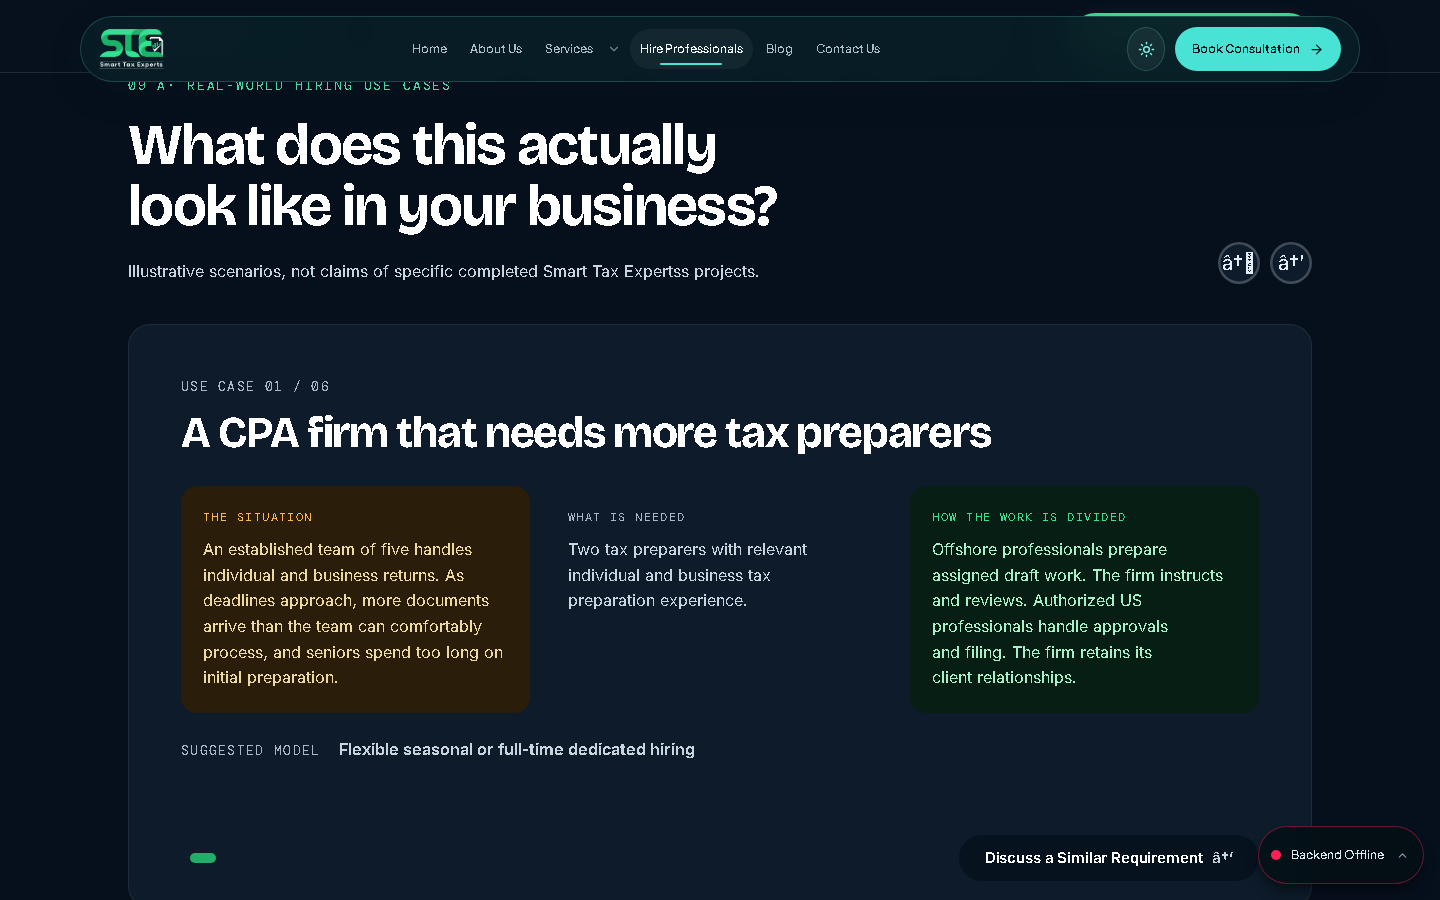 STE
Smart Tax Experts
Home
About Us
Services
Hire Professionals
Blog
Contact Us
Book Consultation →
09 A· REAL-WORLD HIRING USE CASES
What does this actually
look like in your business?
Illustrative scenarios, not claims of specific completed Smart Tax Expertss projects.
â†
â†’
USE CASE 01 / 06
A CPA firm that needs more tax preparers
THE SITUATION
An established team of five handles
individual and business returns. As
deadlines approach, more documents
arrive than the team can comfortably
process, and seniors spend too long on
initial preparation.
WHAT IS NEEDED
Two tax preparers with relevant
individual and business tax
preparation experience.
HOW THE WORK IS DIVIDED
Offshore professionals prepare
assigned draft work. The firm instructs
and reviews. Authorized US
professionals handle approvals
and filing. The firm retains its
client relationships.
SUGGESTED MODEL Flexible seasonal or full-time dedicated hiring
Discuss a Similar Requirement â†‘
Backend Offline